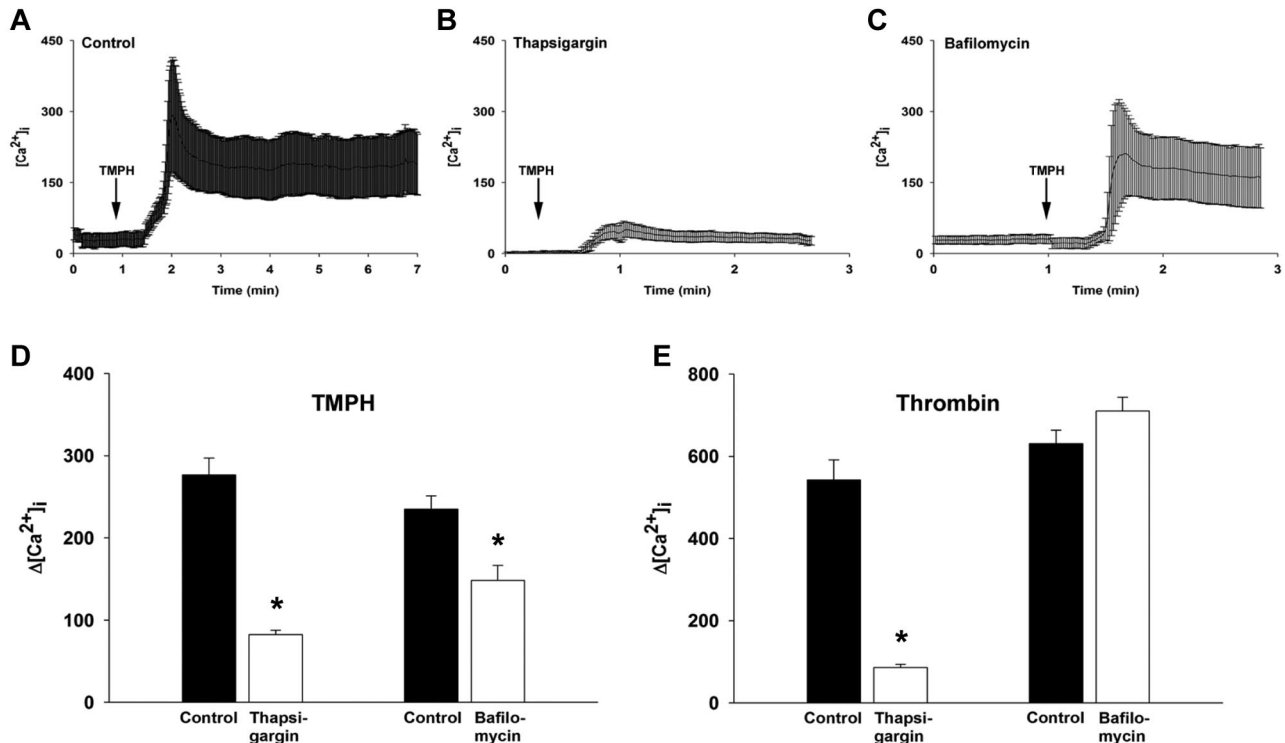 A
Control
450
300
150
0
[Ca2+]i
TMPH
0 1 2 3 4 5 6 7
Time (min)
B
Thapsigargin
450
300
150
0
[Ca2+]i
TMPH
0 1 2 3
Time (min)
C
Bafilomycin
450
300
150
0
[Ca2+]i
TMPH
0 1 2 3
Time (min)
D
TMPH
400
300
200
100
0
Δ[Ca2+]i
*
*
Control Thapsi-
gargin
Control Bafilo-
mycin
E
Thrombin
800
600
400
200
0
Δ[Ca2+]i
*
Control Thapsi-
gargin
Control Bafilo-
mycin